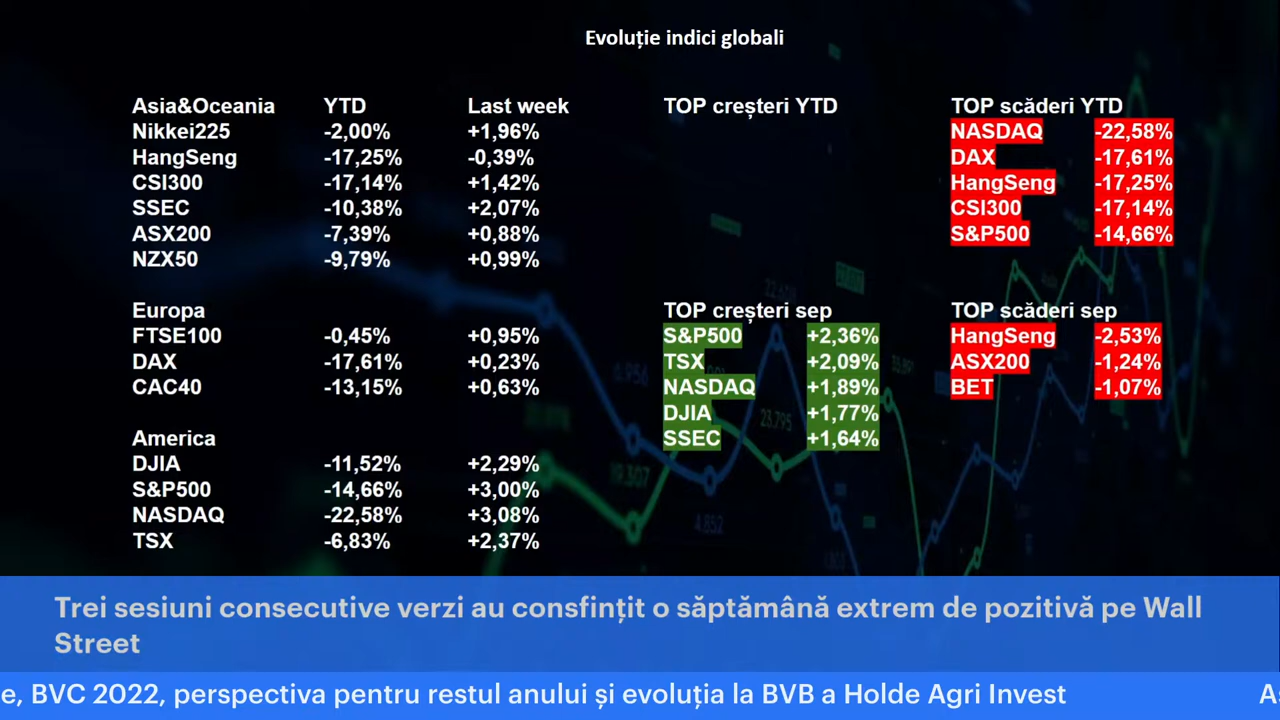 Evoluție indici globali
Asia&Oceania YTD Last week
Nikkei225 -2,00% +1,96%
HangSeng -17,25% -0,39%
CSI300 -17,14% +1,42%
SSEC -10,38% +2,07%
ASX200 -7,39% +0,88%
NZX50 -9,79% +0,99%
Europa
FTSE100 -0,45% +0,95%
DAX -17,61% +0,23%
CAC40 -13,15% +0,63%
America
DJIA -11,52% +2,29%
S&P500 -14,66% +3,00%
NASDAQ -22,58% +3,08%
TSX -6,83% +2,37%
TOP creșteri YTD
TOP creșteri sep
S&P500 +2,36%
TSX +2,09%
NASDAQ +1,89%
DJIA +1,77%
SSEC +1,64%
TOP scăderi YTD
NASDAQ -22,58%
DAX -17,61%
HangSeng -17,25%
CSI300 -17,14%
S&P500 -14,66%
TOP scăderi sep
HangSeng -2,53%
ASX200 -1,24%
BET -1,07%
Trei sesiuni consecutive verzi au consfințit o săptămână extrem de pozitivă pe Wall
Street
e, BVC 2022, perspectiva pentru restul anului și evoluția la BVB a Holde Agri Invest As